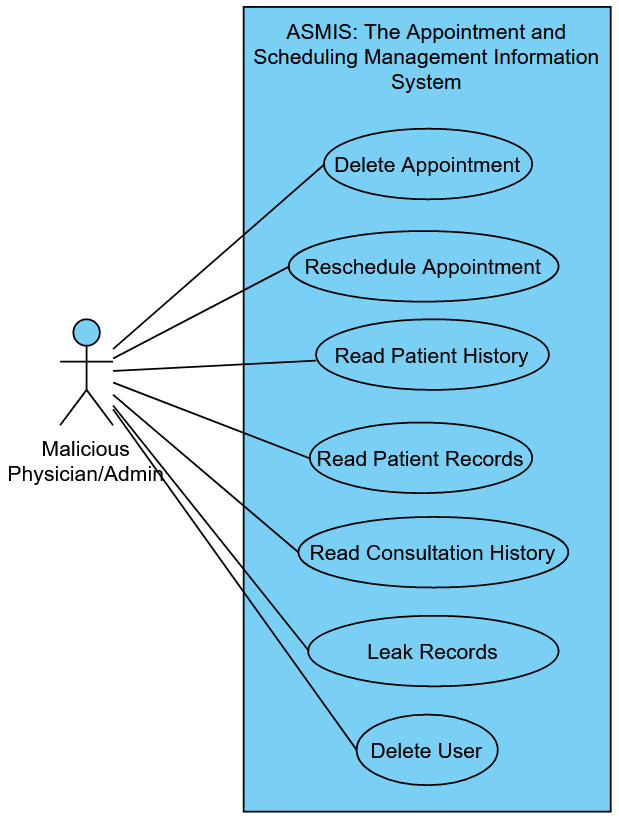 ASMIS: The Appointment and
Scheduling Management Information
System
Delete Appointment
Reschedule Appointment
Read Patient History
Malicious
Physician/Admin
Read Patient Records
Read Consultation History
Leak Records
Delete User